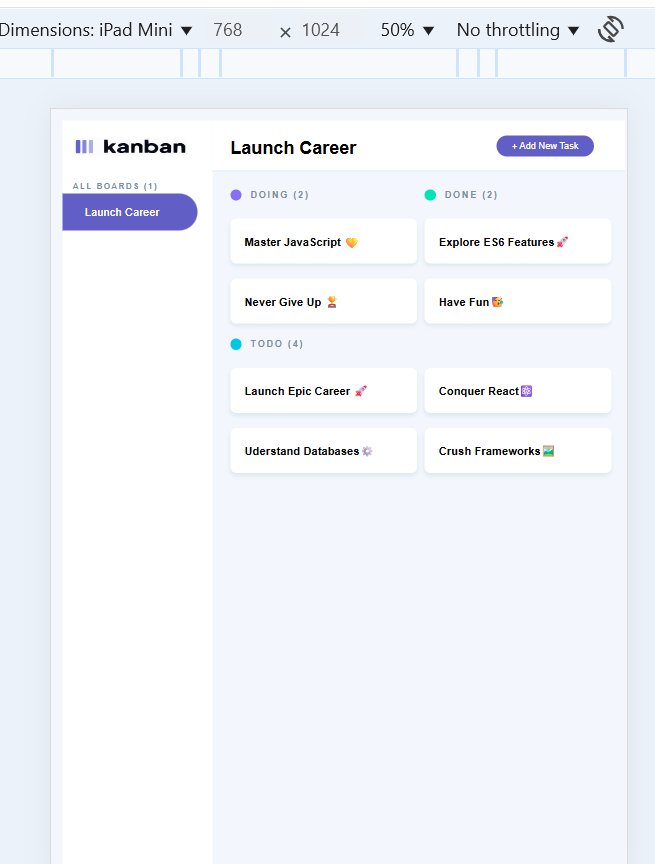 Dimensions: iPad Mini ▼ 768 × 1024 50% ▼ No throttling ▼
kanban
Launch Career
+ Add New Task
ALL BOARDS (1)
Launch Career
DOING (2)
Master JavaScript 💛
Never Give Up 🏆
DONE (2)
Explore ES6 Features🚀
Have Fun🥳
TODO (4)
Launch Epic Career 🚀
Conquer React⚛️
Uderstand Databases⚙️
Crush Frameworks🖼️